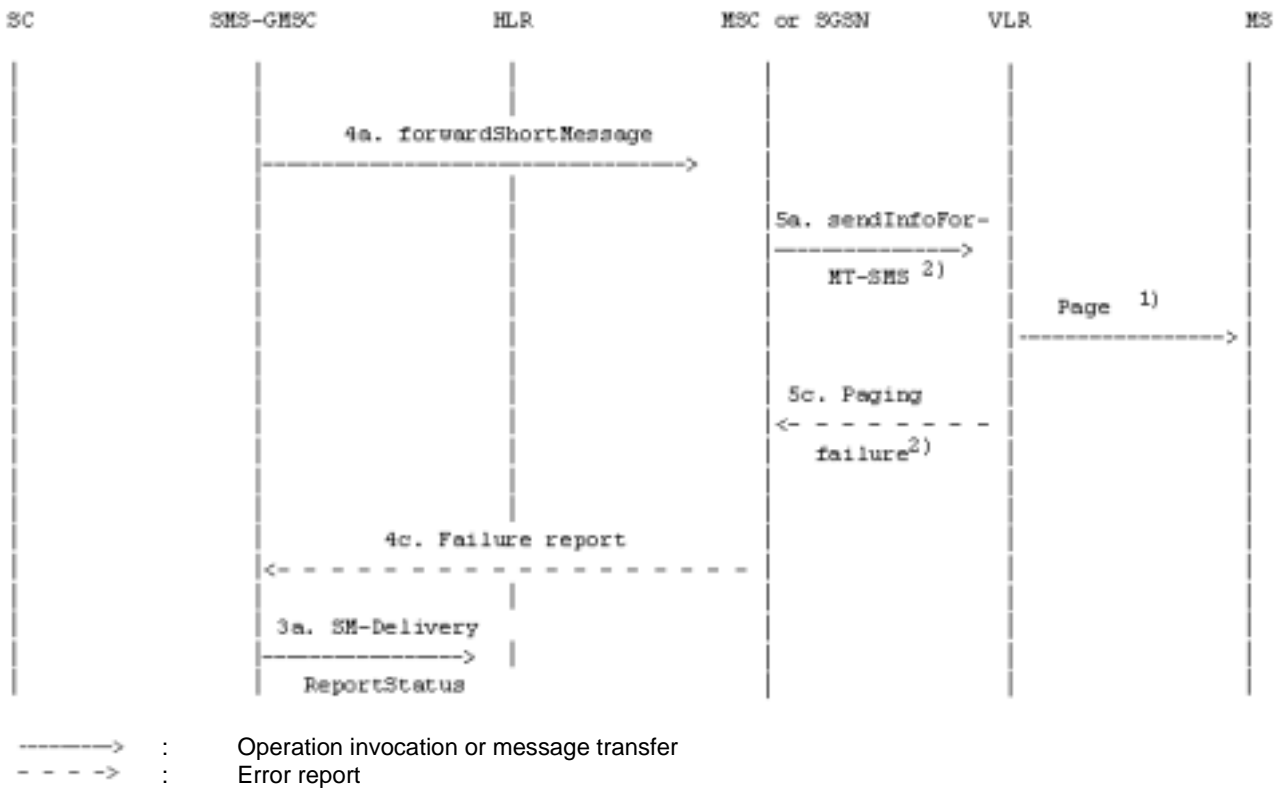 SC SMS-GMSC HLR MSC or SGSN VLR MS
4a. forwardShortMessage
5a. sendInfoFor-
MT-SMS 2)
Page 1)
5c. Paging
failure2)
4c. Failure report
3a. SM-Delivery
ReportStatus
: Operation invocation or message transfer
: Error report